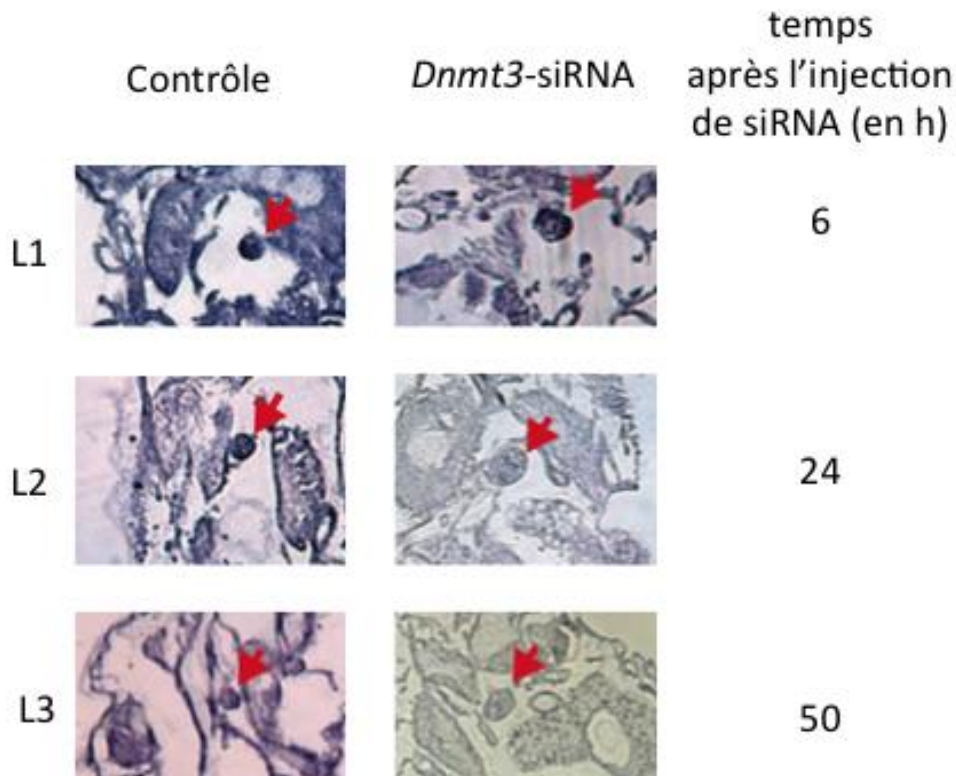 temps
Contrôle Dnmt3-siRNA après l'injection
de siRNA (en h)
L1 6
L2 24
L3 50